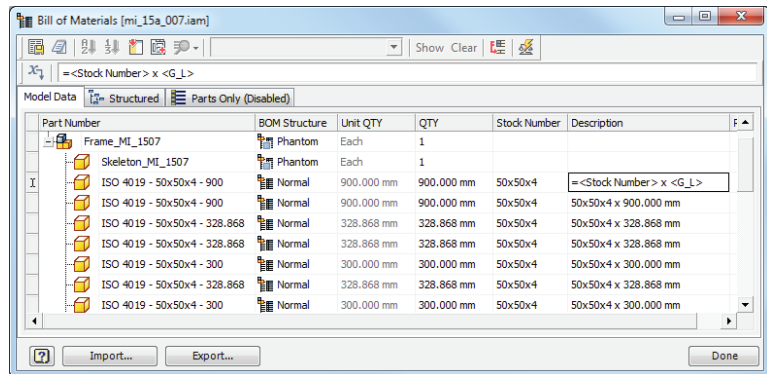 Bill of Materials [mi_15a_007.iam]
Show Clear
=<Stock Number> x <G_L>
Model Data Structured Parts Only (Disabled)
Part Number BOM Structure Unit QTY QTY Stock Number Description
Frame_MI_1507 Phantom Each 1
Skeleton_MI_1507 Phantom Each 1
ISO 4019 - 50x50x4 - 900 Normal 900.000 mm 900.000 mm 50x50x4 =<Stock Number> x <G_L>
ISO 4019 - 50x50x4 - 900 Normal 900.000 mm 900.000 mm 50x50x4 50x50x4 x 900.000 mm
ISO 4019 - 50x50x4 - 328.868 Normal 328.868 mm 328.868 mm 50x50x4 50x50x4 x 328.868 mm
ISO 4019 - 50x50x4 - 328.868 Normal 328.868 mm 328.868 mm 50x50x4 50x50x4 x 328.868 mm
ISO 4019 - 50x50x4 - 300 Normal 300.000 mm 300.000 mm 50x50x4 50x50x4 x 300.000 mm
ISO 4019 - 50x50x4 - 328.868 Normal 328.868 mm 328.868 mm 50x50x4 50x50x4 x 328.868 mm
ISO 4019 - 50x50x4 - 300 Normal 300.000 mm 300.000 mm 50x50x4 50x50x4 x 300.000 mm
Import... Export... Done